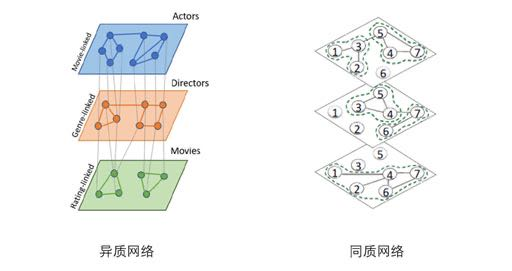 Actors
Movie-linked
Directors
Genre-linked
Movies
Rating-linked
异质网络
5
1
3
4
7
2
6
5
1
3
4
7
2
6
5
3
1
4
7
2
6
同质网络